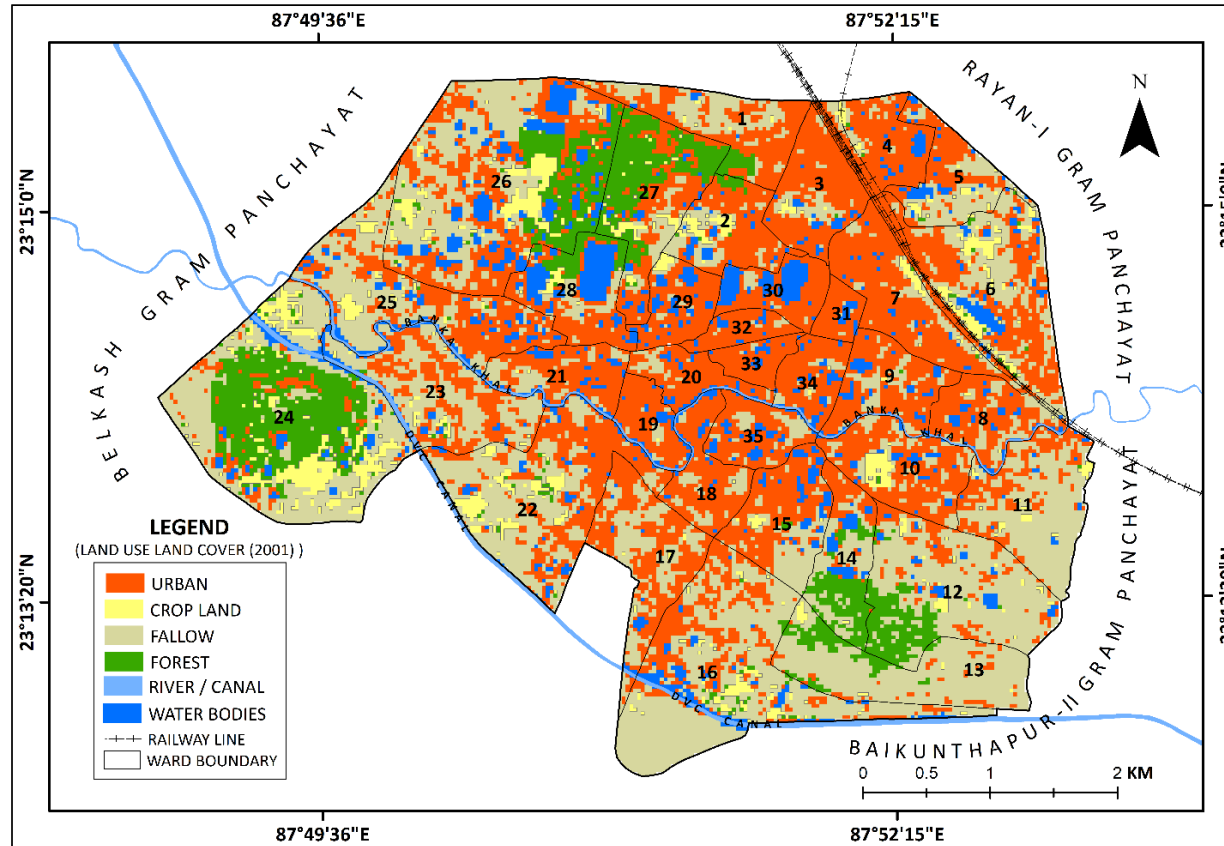 87°49'36"E
87°52'15"E
23°15'0"N
23°13'20"N
N
RAYAN-I GRAM PANCHAYAT
BELKASH GRAM PANCHAYAT
BAIKUNTHAPUR-II GRAM PANCHAYAT
1
4
5
26
27
3
2
6
28
29
30
7
25
32
31
BANKA KHAL
33
21
20
34
9
23
24
19
35
BANKA KHAL
8
10
DVC CANAL
22
18
15
11
17
14
12
16
13
DVC CANAL
LEGEND
(LAND USE LAND COVER (2001) )
URBAN
CROP LAND
FALLOW
FOREST
RIVER / CANAL
WATER BODIES
RAILWAY LINE
WARD BOUNDARY
0 0.5 1 2 KM
87°49'36"E
87°52'15"E